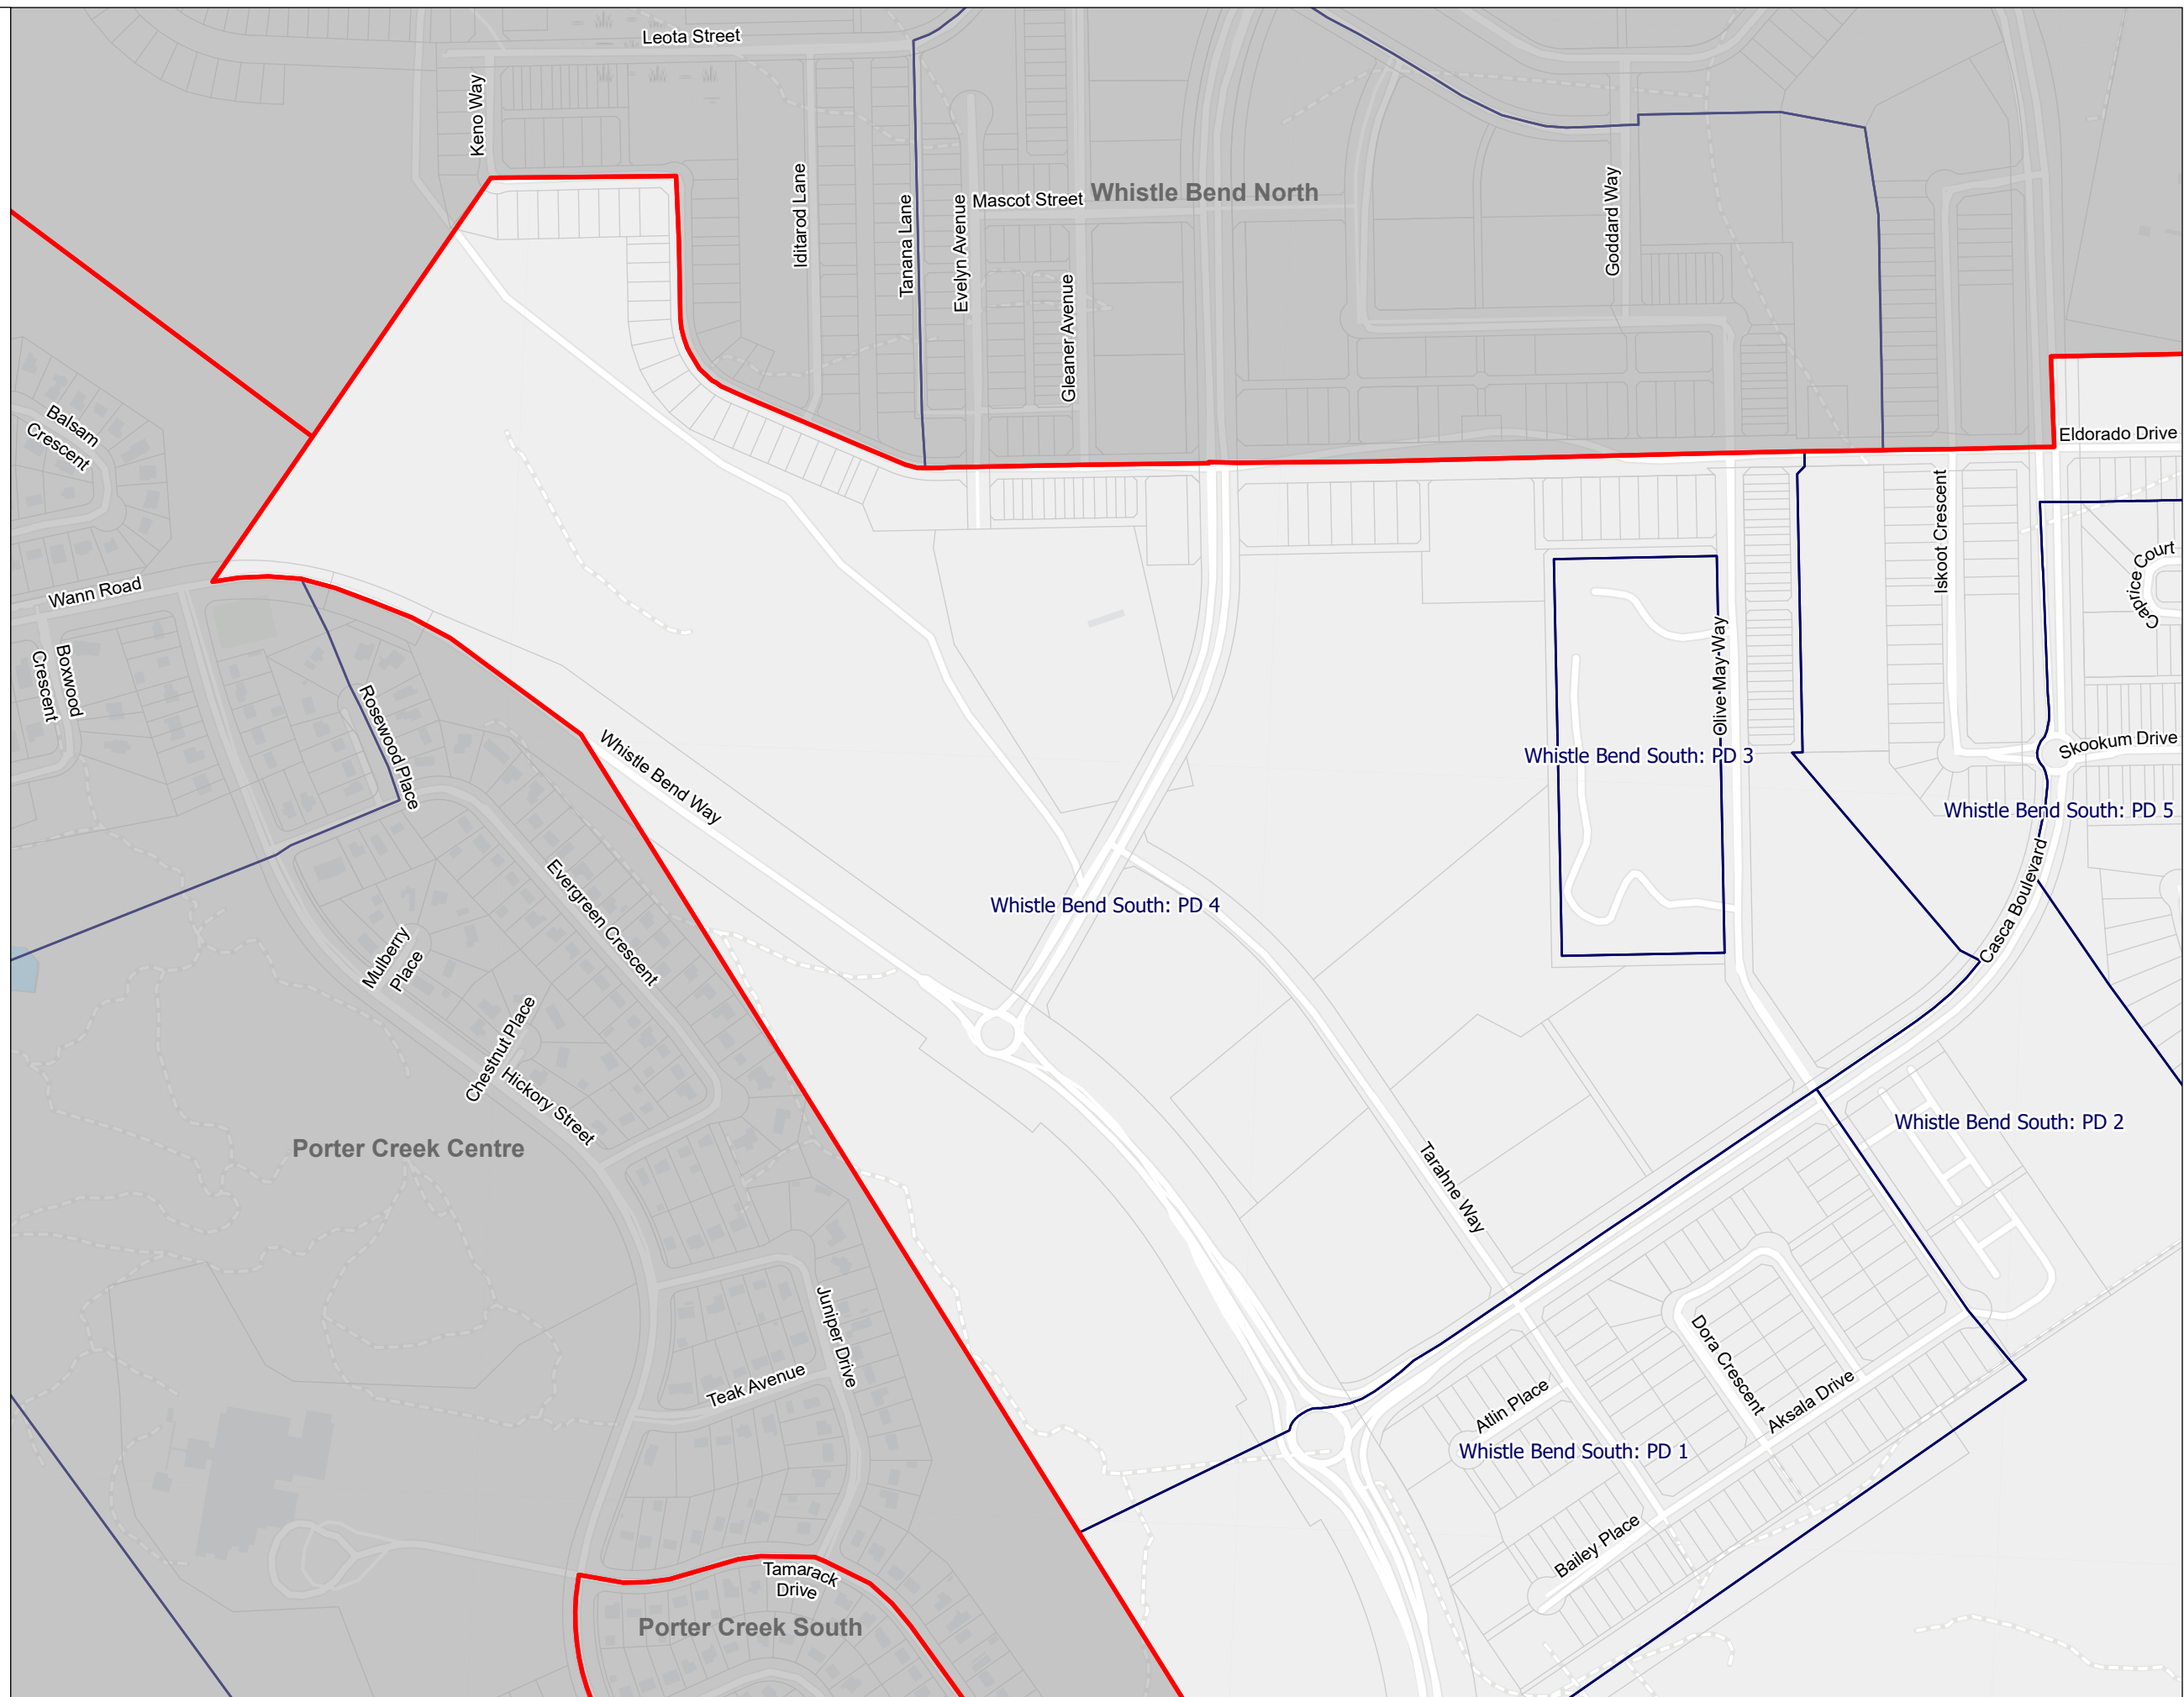 Leota Street
Keno Way
Iditarod Lane
Tanana Lane
Evelyn Avenue
Mascot Street
Whistle Bend North
Gleaner Avenue
Goddard Way
Balsam
Crescent
Eldorado Drive
Iskoot Crescent
Caprice Court
Wann Road
Boxwood
Crescent
Rosewood Place
Whistle Bend Way
Olive May Way
Whistle Bend South: PD 3
Skookum Drive
Whistle Bend South: PD 5
Casca Boulevard
Evergreen Crescent
Whistle Bend South: PD 4
Mulberry
Place
Chestnut Place
Hickory Street
Porter Creek Centre
Whistle Bend South: PD 2
Tarahne Way
Juniper Drive
Teak Avenue
Dora Crescent
Aksala Drive
Atlin Place
Whistle Bend South: PD 1
Bailey Place
Tamarack
Drive
Porter Creek South